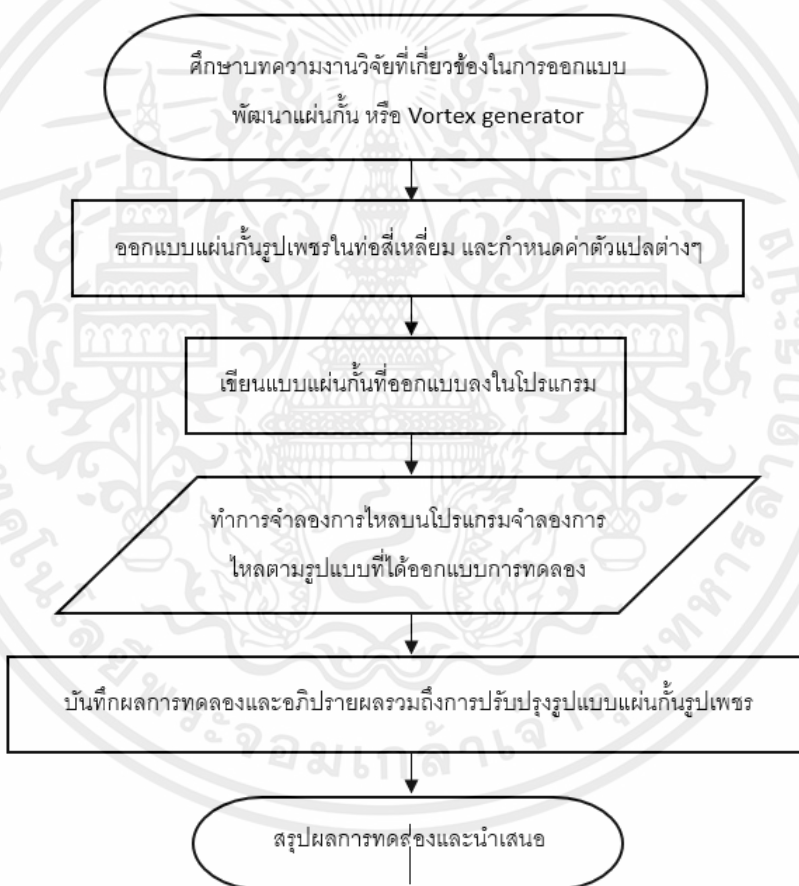 ศึกษาบทความงานวิจัยที่เกี่ยวข้องในการออกแบบ
พัฒนาแผ่นกั้น หรือ Vortex generator
ออกแบบแผ่นกั้นรูปเพชรในท่อสี่เหลี่ยม และกำหนดค่าตัวแปลต่างๆ
เขียนแบบแผ่นกั้นที่ออกแบบลงในโปรแกรม
ทำการจำลองการไหลบนโปรแกรมจำลองการ
ไหลตามรูปแบบที่ได้ออกแบบการทดลอง
บันทึกผลการทดลองและอภิปรายผลรวมถึงการปรับปรุงรูปแบบแผ่นกั้นรูปเพชร
สรุปผลการทดลองและนำเสนอ